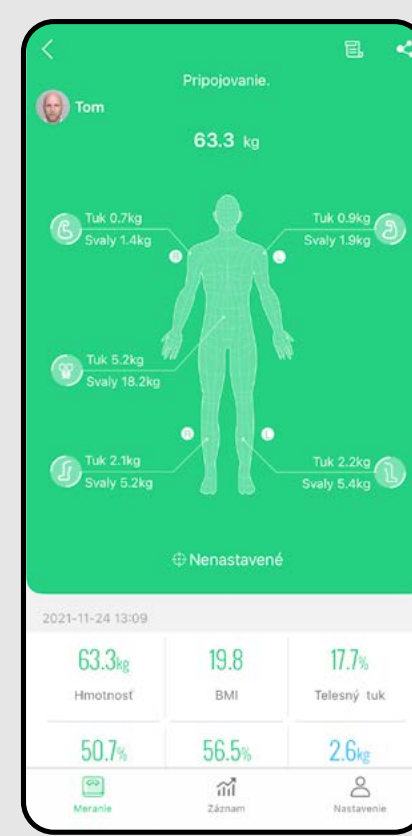 Pripojovanie.
Tom
63.3 kg
Tuk 0.7kg
Svaly 1.4kg
Tuk 0.9kg
Svaly 1.9kg
R
L
Tuk 5.2kg
Svaly 18.2kg
R
L
Tuk 2.1kg
Svaly 5.2kg
Tuk 2.2kg
Svaly 5.4kg
Nenastavené
2021-11-24 13:09
63.3kg
19.8
17.7%
Hmotnosť
BMI
Telesný tuk
50.7%
56.5%
2.6kg
Meranie
Záznam
Nastavenie